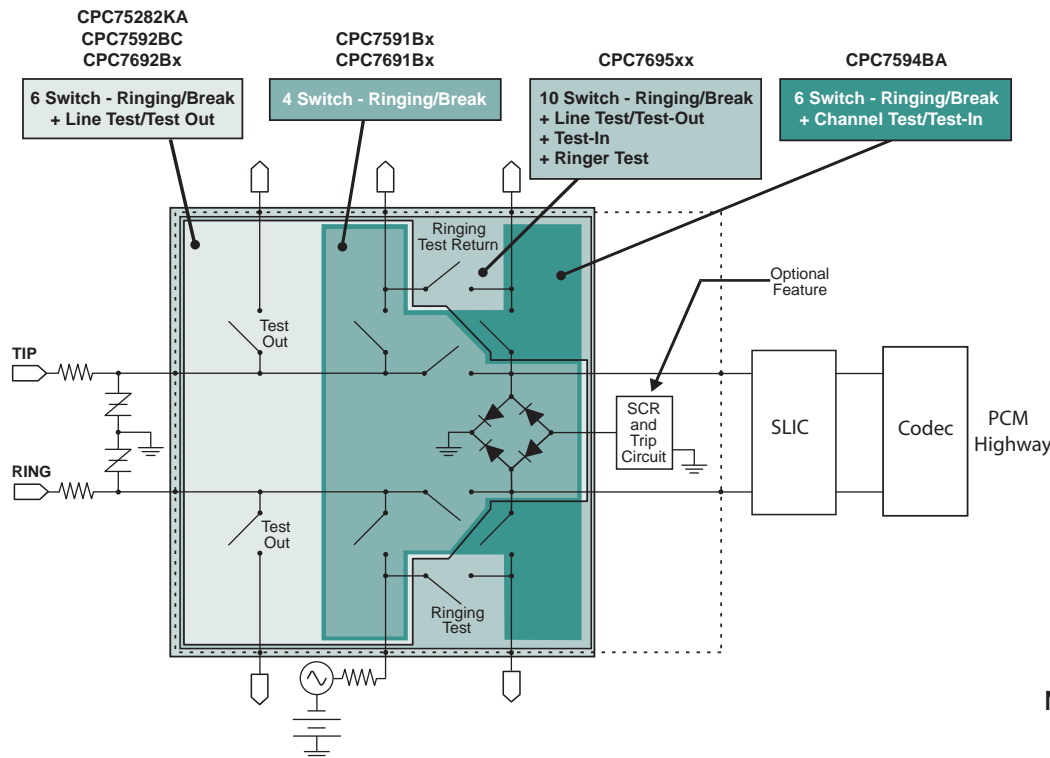 CPC75282KA
CPC7592BC
CPC7692Bx
CPC7591Bx
CPC7691Bx
CPC7695xx
CPC7594BA
6 Switch - Ringing/Break
+ Line Test/Test Out
4 Switch - Ringing/Break
10 Switch - Ringing/Break
+ Line Test/Test-Out
+ Test-In
+ Ringer Test
6 Switch - Ringing/Break
+ Channel Test/Test-In
Ringing
Test Return
Optional
Feature
Test
Out
TIP
SCR
and
Trip
Circuit
SLIC
Codec
PCM
Highway
RING
Test
Out
Ringing
Test